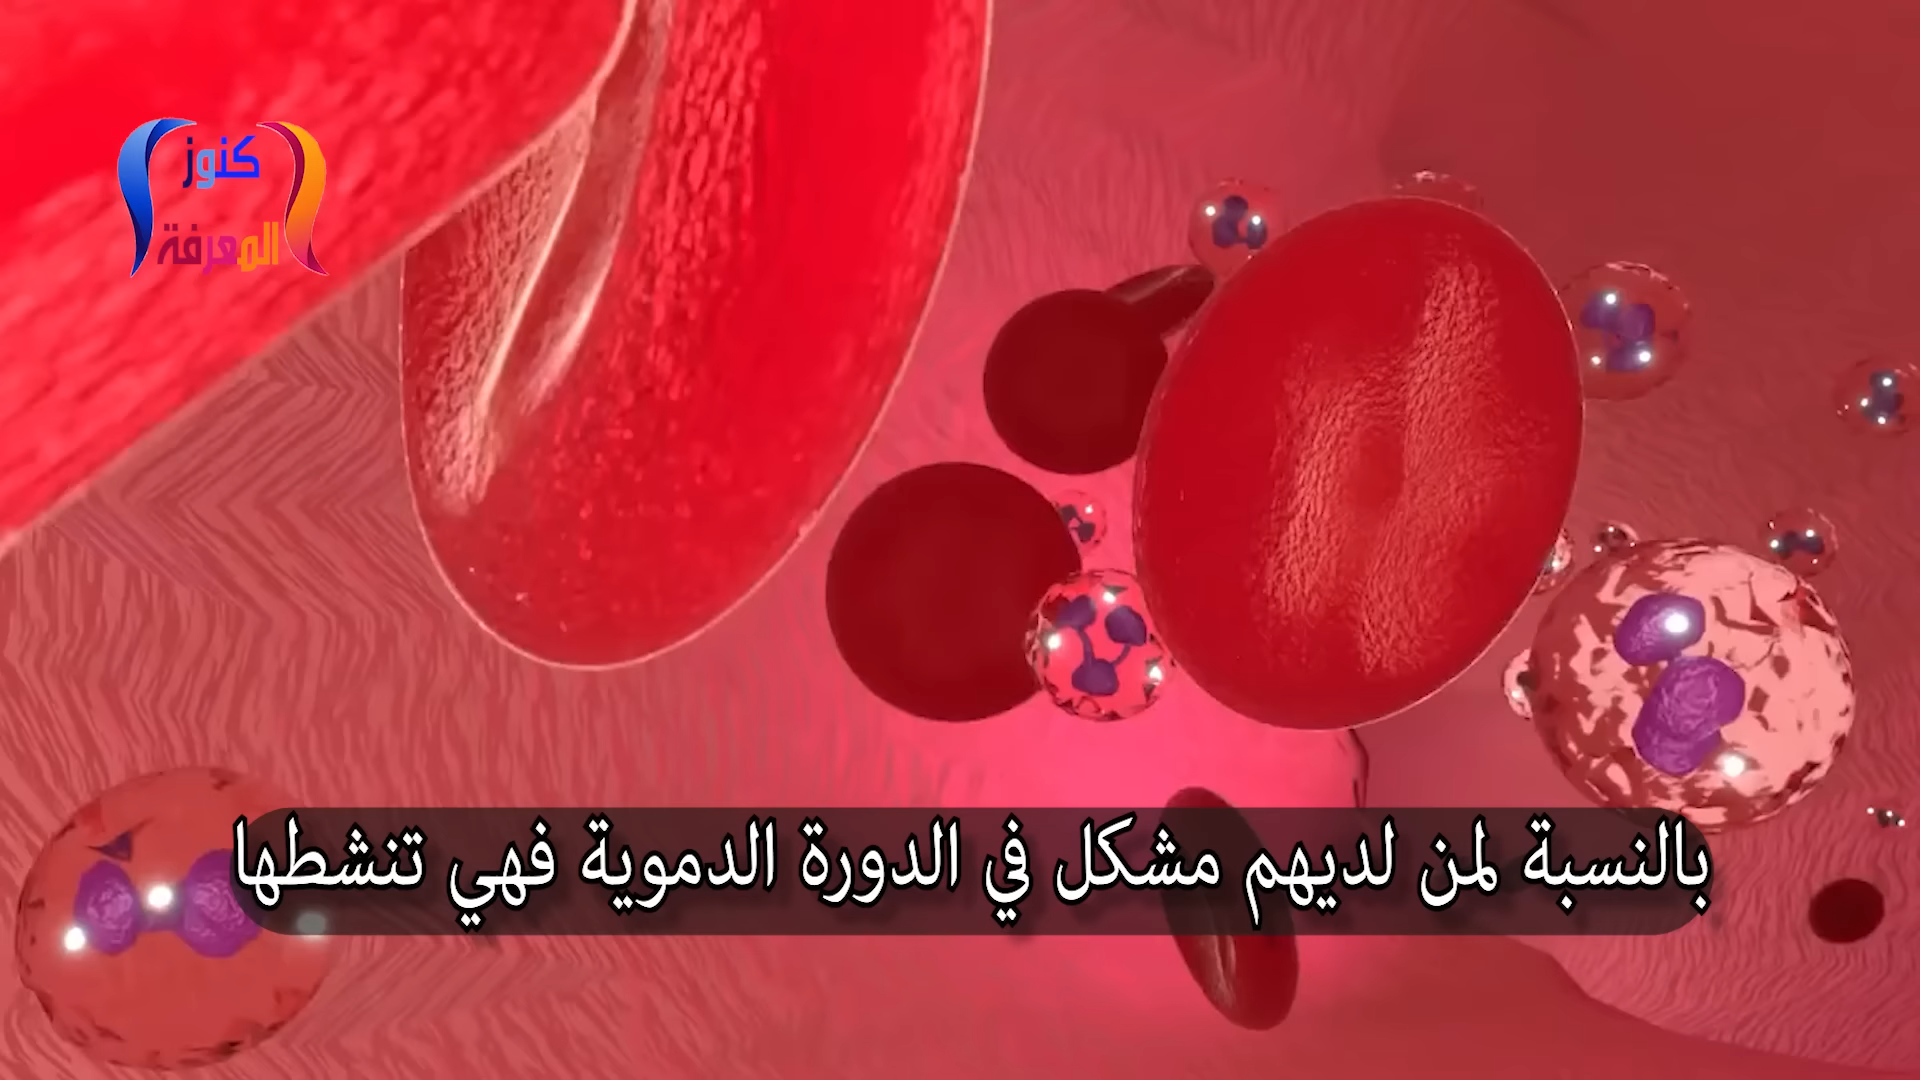 كنوز
المعرفة
بالنسبة لمن لديهم مشكل في الدورة الدموية فهي تنشطها